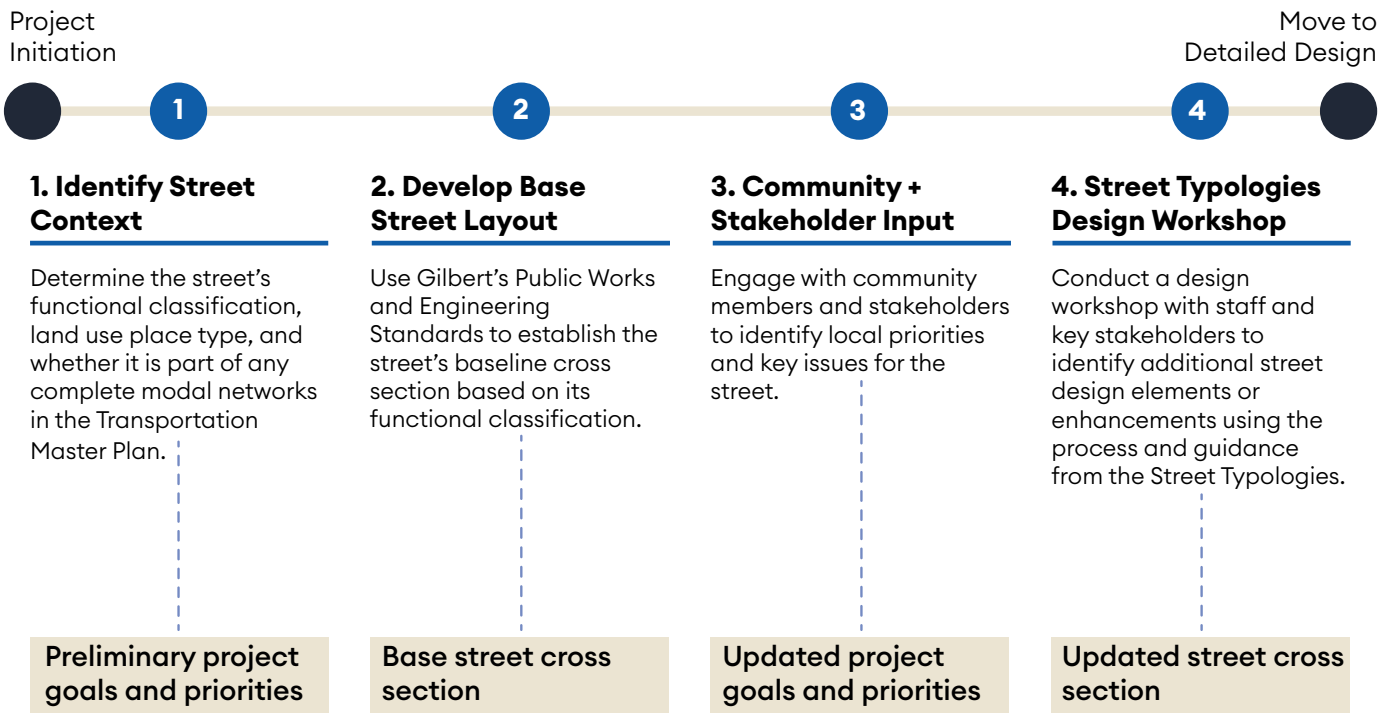 Project
Initiation
Move to
Detailed Design
1
2
3
4
1. Identify Street
Context
Determine the street's
functional classification,
land use place type, and
whether it is part of any
complete modal networks
in the Transportation
Master Plan.
Preliminary project
goals and priorities
2. Develop Base
Street Layout
Use Gilbert's Public Works
and Engineering
Standards to establish the
street's baseline cross
section based on its
functional classification.
Base street cross
section
3. Community +
Stakeholder Input
Engage with community
members and stakeholders
to identify local priorities
and key issues for the
street.
Updated project
goals and priorities
4. Street Typologies
Design Workshop
Conduct a design
workshop with staff and
key stakeholders to
identify additional street
design elements or
enhancements using the
process and guidance
from the Street Typologies.
Updated street cross
section